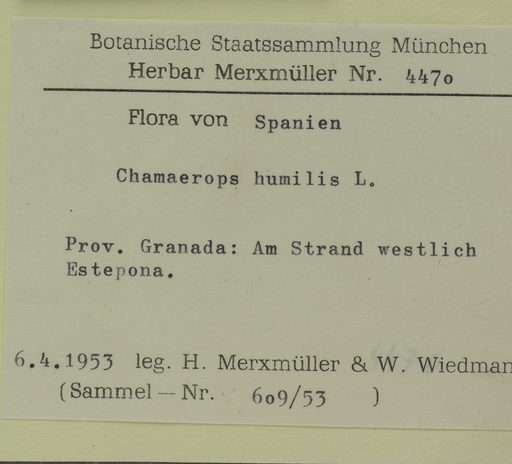 Botanische Staatssammlung München
Herbar Merxmüller Nr. 4470
Flora von Spanien
Chamaerops humilis L.
Prov. Granada: Am Strand westlich
Estepona.
6.4.1953 leg. H. Merxmüller & W. Wiedman
(Sammel – Nr. 609/53 )